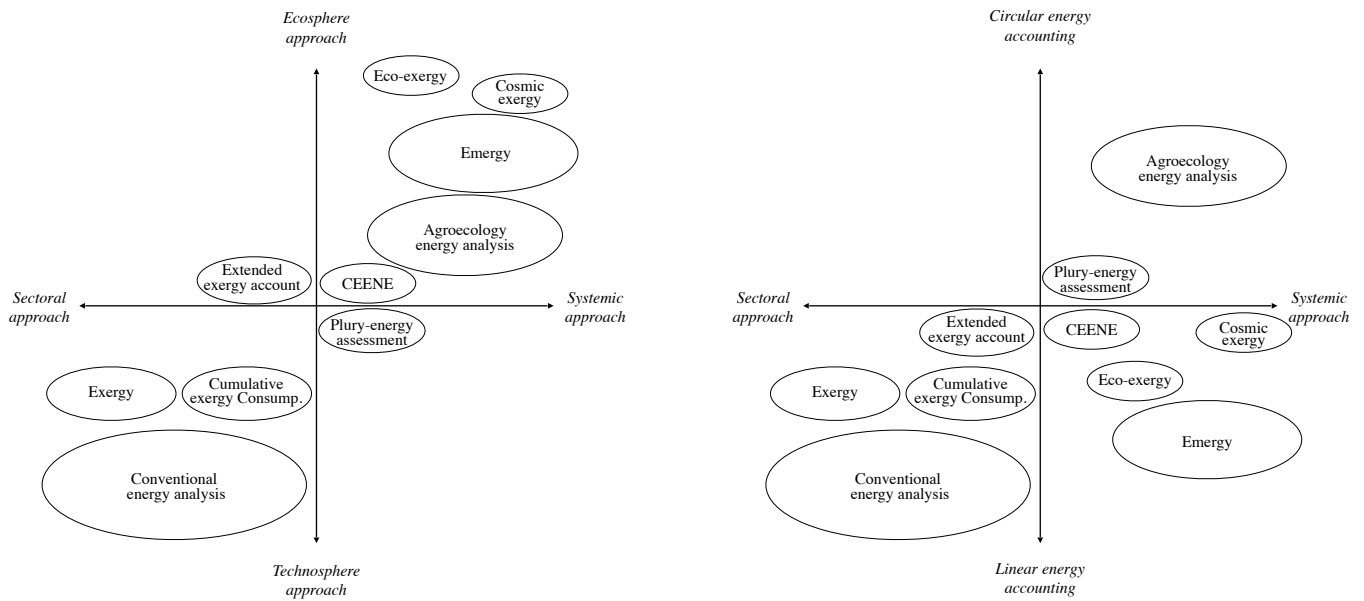 Ecosphere
approach
Eco-exergy
Cosmic
exergy
Emergy
Agroecology
energy analysis
Extended
exergy account
CEENE
Sectoral
approach
Systemic
approach
Plury-energy
assessment
Exergy
Cumulative
exergy Consump.
Conventional
energy analysis
Technosphere
approach
Circular energy
accounting
Agroecology
energy analysis
Plury-energy
assessment
Sectoral
approach
Systemic
approach
Extended
exergy account
CEENE
Cosmic
exergy
Exergy
Cumulative
exergy Consump.
Eco-exergy
Emergy
Conventional
energy analysis
Linear energy
accounting